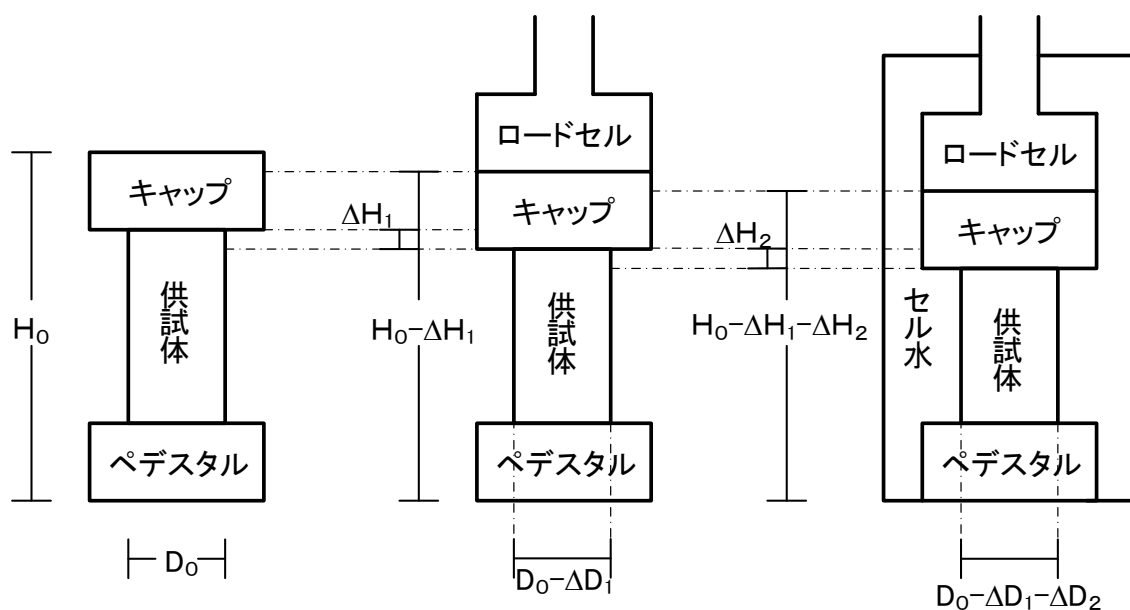 キャップ
供試体
ペデスタル
H₀
D₀
ロードセル
キャップ
供試体
ペデスタル
ΔH₁
H₀-ΔH₁
D₀-ΔD₁
ロードセル
キャップ
セル水
供試体
ペデスタル
ΔH₂
H₀-ΔH₁-ΔH₂
D₀-ΔD₁-ΔD₂